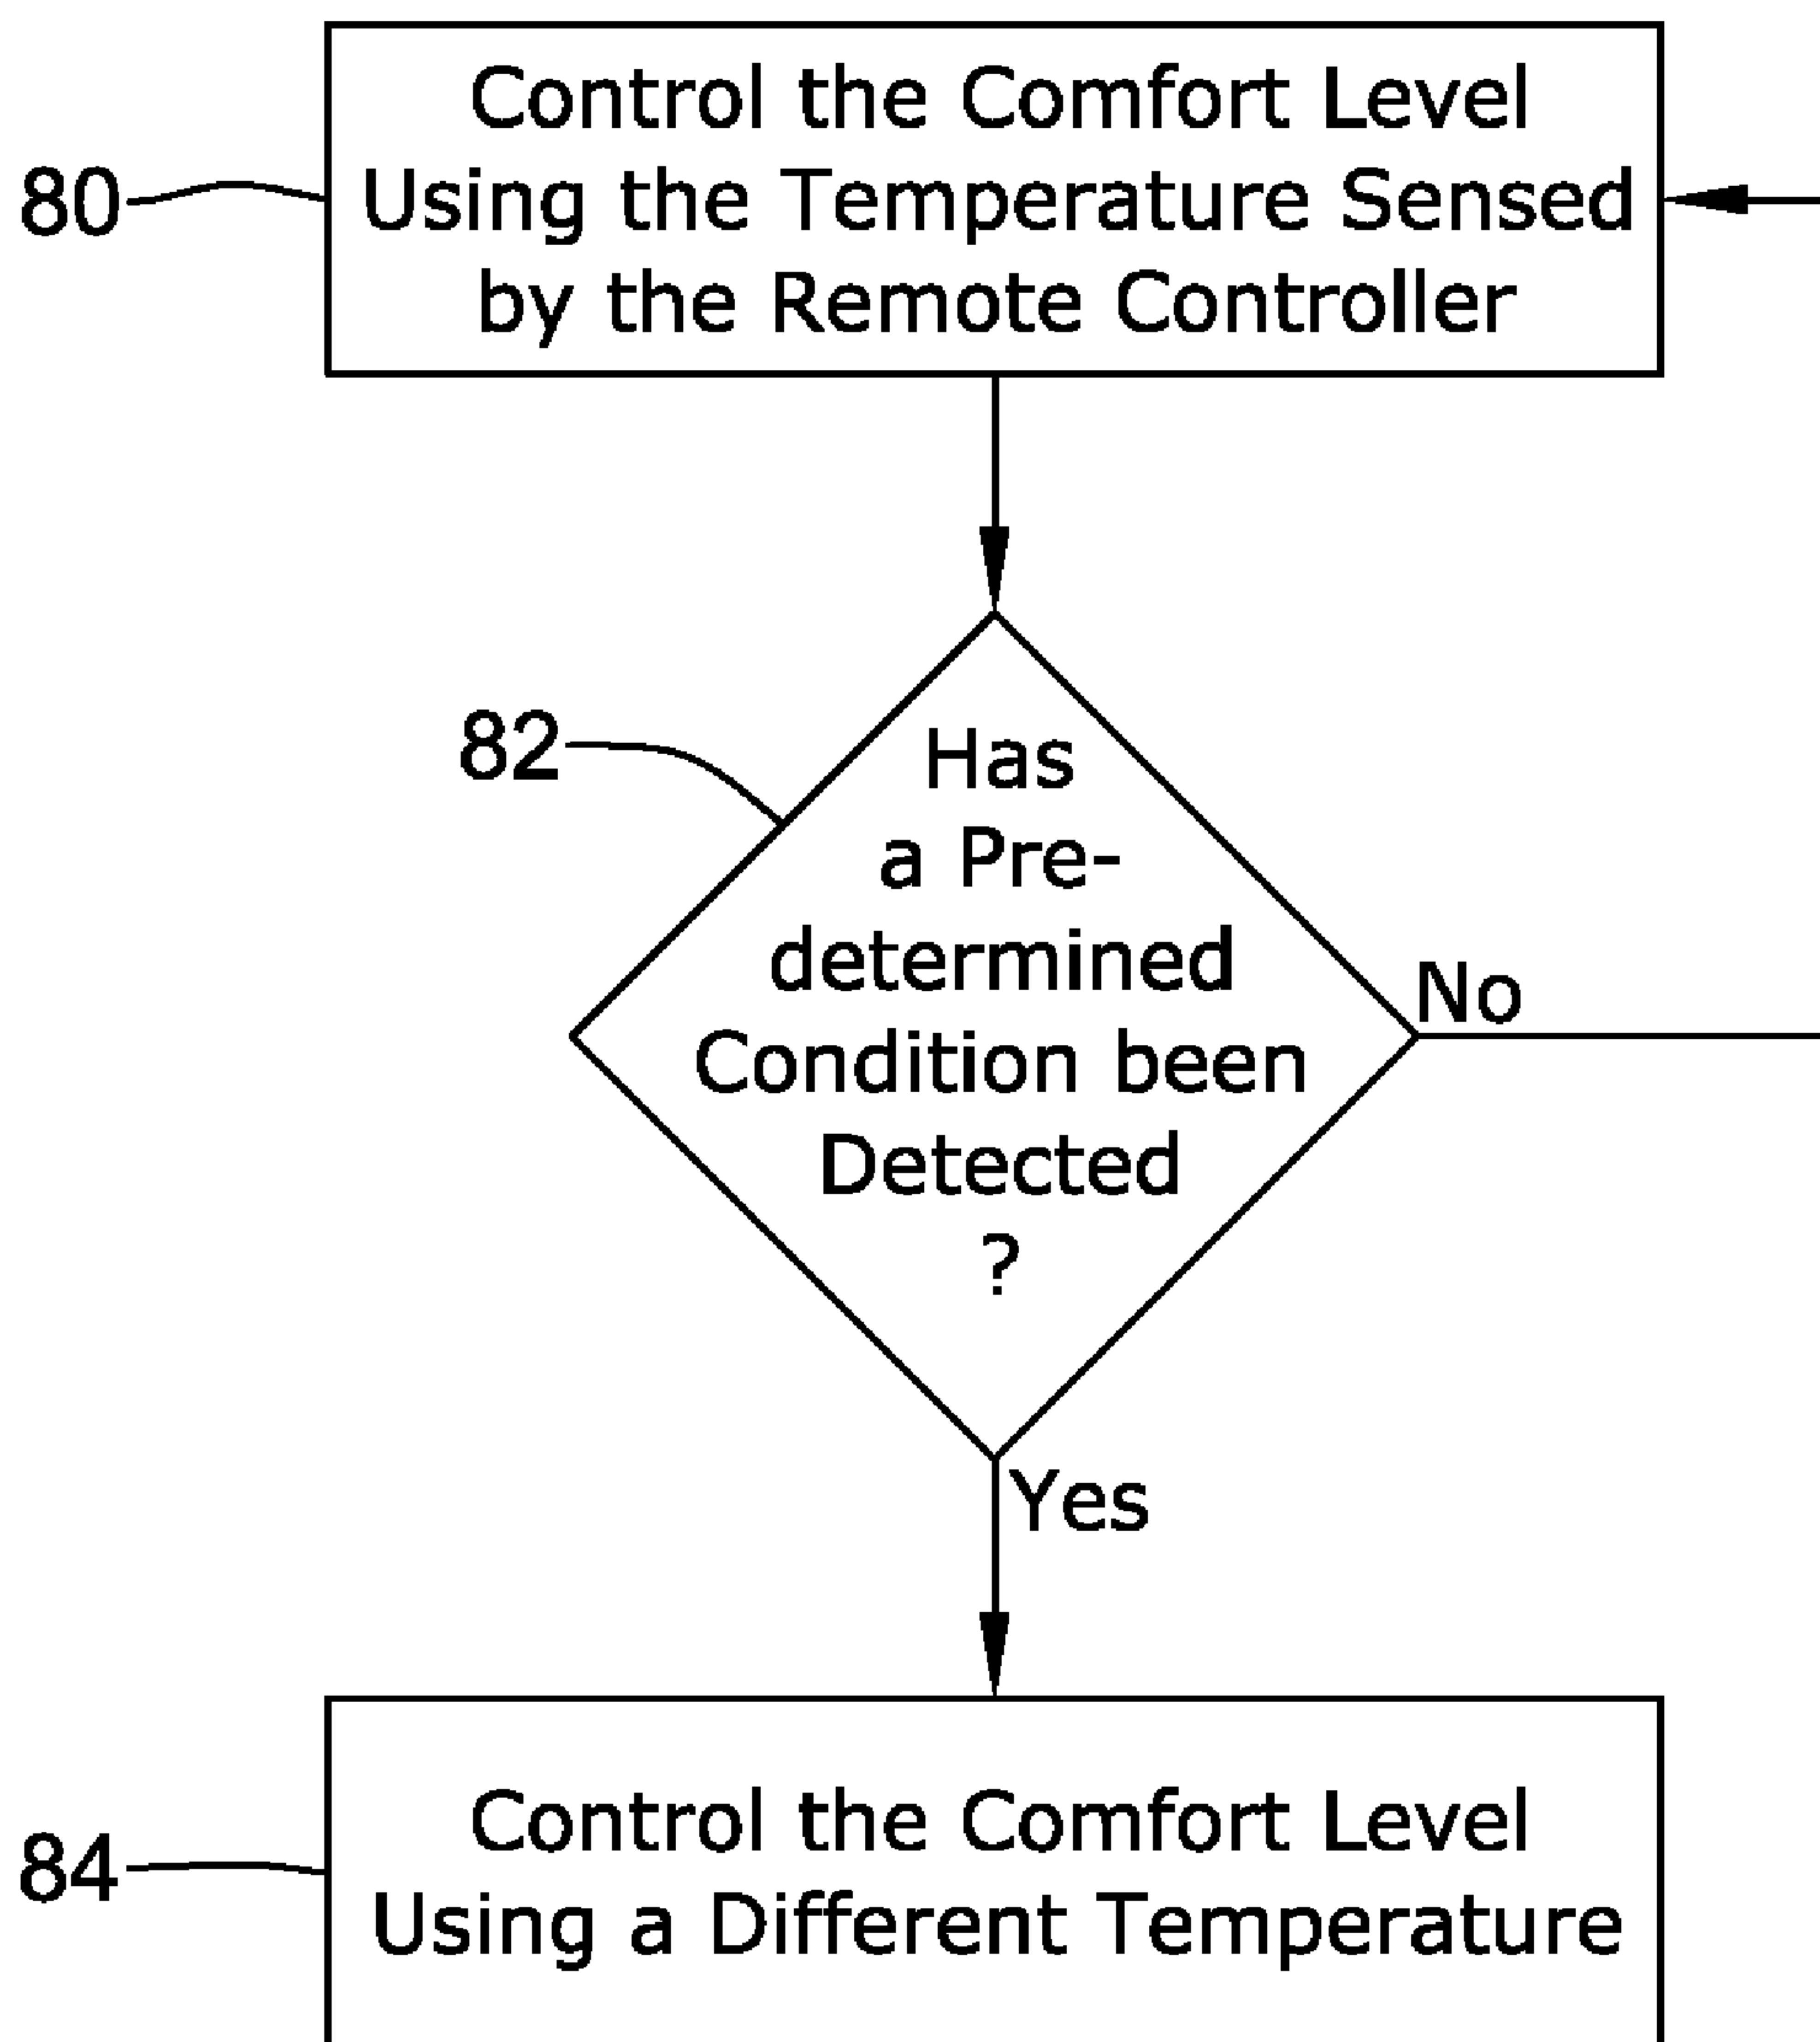 Control the Comfort Level
80
Using the Temperature Sensed
by the Remote Controller
82
Has
a Pre-
determined
Condition been
Detected
?
No
Yes
Control the Comfort Level
84
Using a Different Temperature